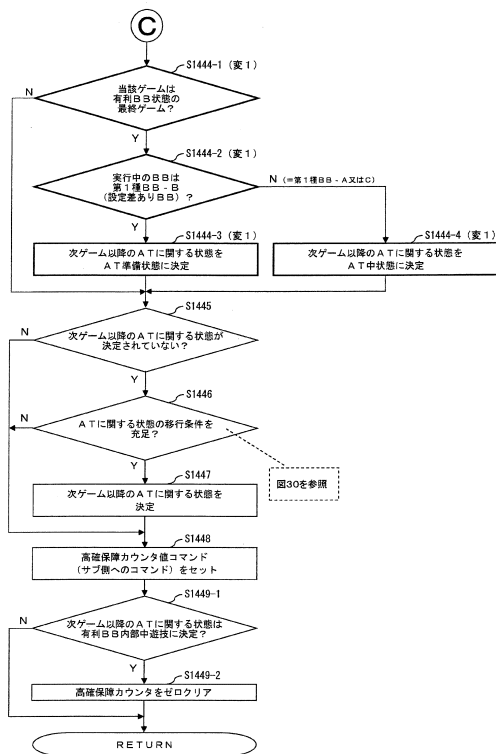 C
S1444-1 (変1)
当該ゲームは
有利BB状態の
最終ゲーム?
N
Y
S1444-2 (変1)
実行中のBBは
第1種BB-B
(設定差ありBB)?
N (=第1種BB-A又はC)
Y
S1444-3 (変1)
次ゲーム以降のATに関する状態を
AT準備状態に決定
S1444-4 (変1)
次ゲーム以降のATに関する状態を
AT中状態に決定
S1445
次ゲーム以降のATに関する状態が
決定されていない?
N
Y
S1446
ATに関する状態の移行条件を
充足?
N
Y
図30を参照
S1447
次ゲーム以降のATに関する状態を
決定
S1448
高確保障カウンタ値コマンド
(サブ側へのコマンド)をセット
S1449-1
次ゲーム以降のATに関する状態は
有利BB内部中遊技に決定?
N
Y
S1449-2
高確保障カウンタをゼロクリア
RETURN